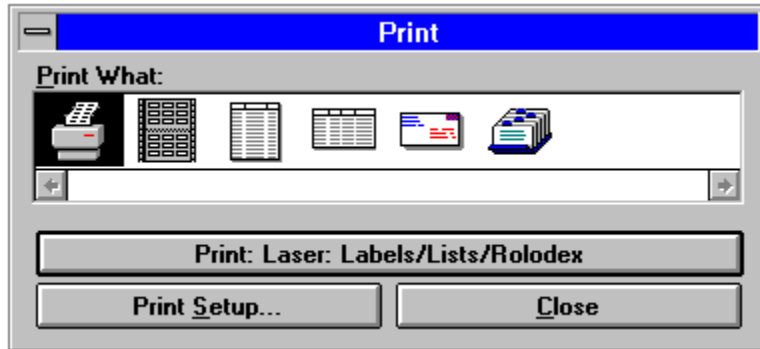 Print
Print What:
Print: Laser: Labels/Lists/Rolodex
Print Setup...
Close